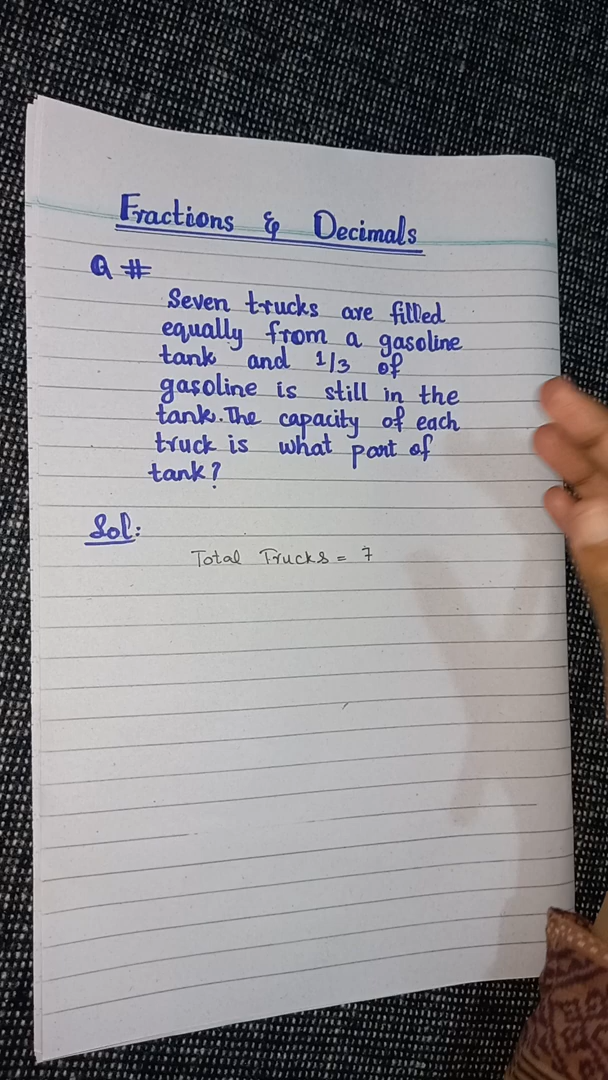 Fractions & Decimals
Q #
Seven trucks are filled
equally from a gasoline
tank and 1/3 of
gasoline is still in the
tank. The capacity of each
truck is what part of
tank?
Sol:
Total Trucks = 7